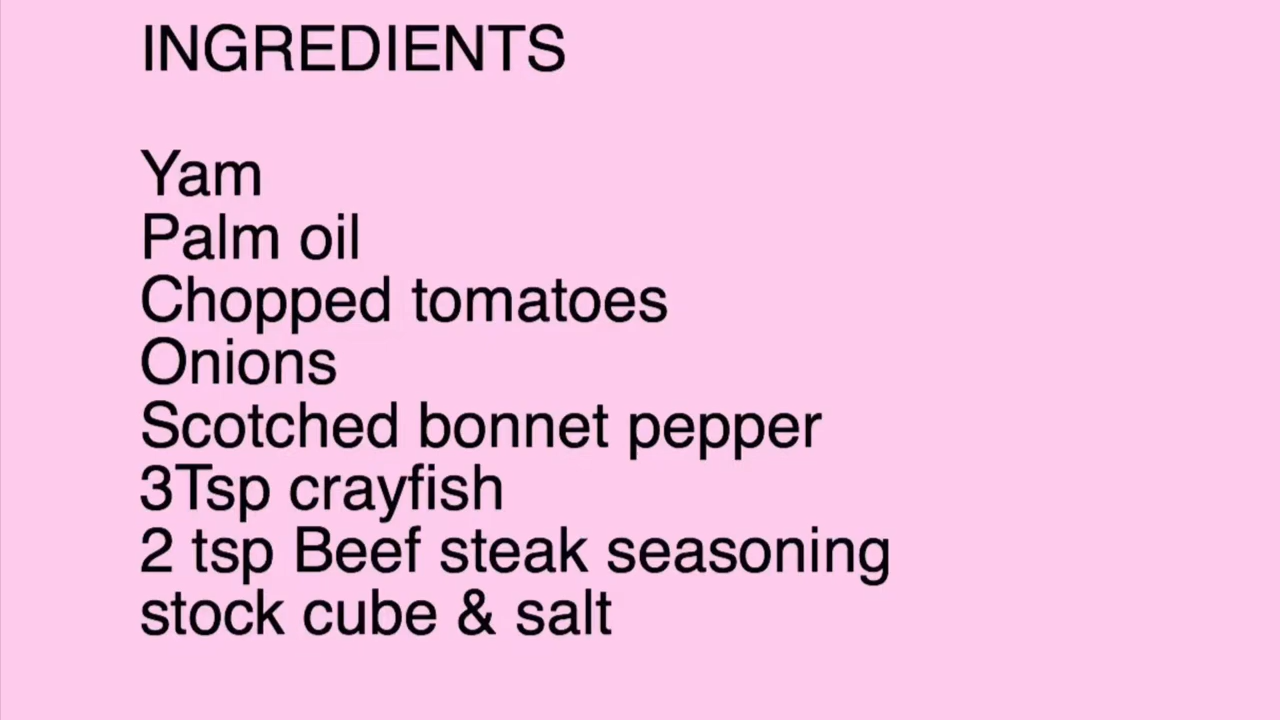 INGREDIENTS
Yam
Palm oil
Chopped tomatoes
Onions
Scotched bonnet pepper
3Tsp crayfish
2 tsp Beef steak seasoning
stock cube & salt